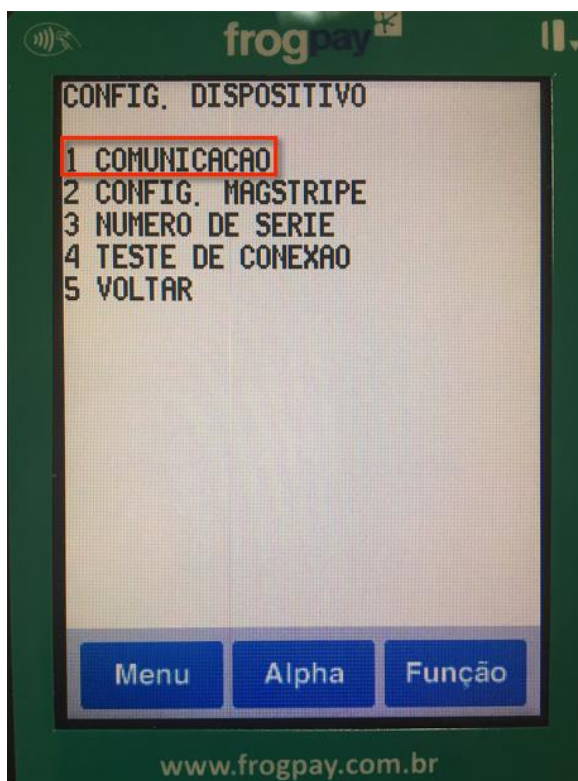 frogpay
CONFIG. DISPOSITIVO
1 COMUNICACAO
2 CONFIG. MAGSTRIPE
3 NUMERO DE SERIE
4 TESTE DE CONEXAO
5 VOLTAR
Menu Alpha Função
www.frogpay.com.br